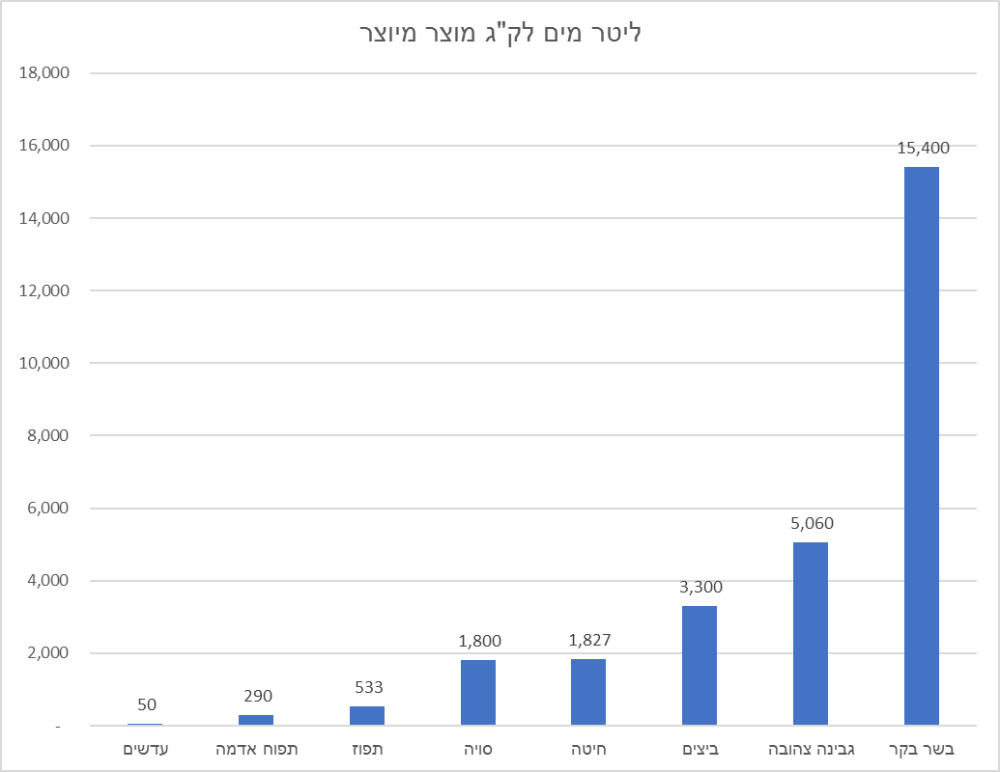 ליטר מים לק"ג מוצר מיוצר
18,000
16,000
14,000
12,000
10,000
8,000
6,000
4,000
2,000
-
50
290
533
1,800
1,827
3,300
5,060
15,400
עדשים
תפוח אדמה
תפוז
סויה
חיטה
ביצים
גבינה צהובה
בשר בקר